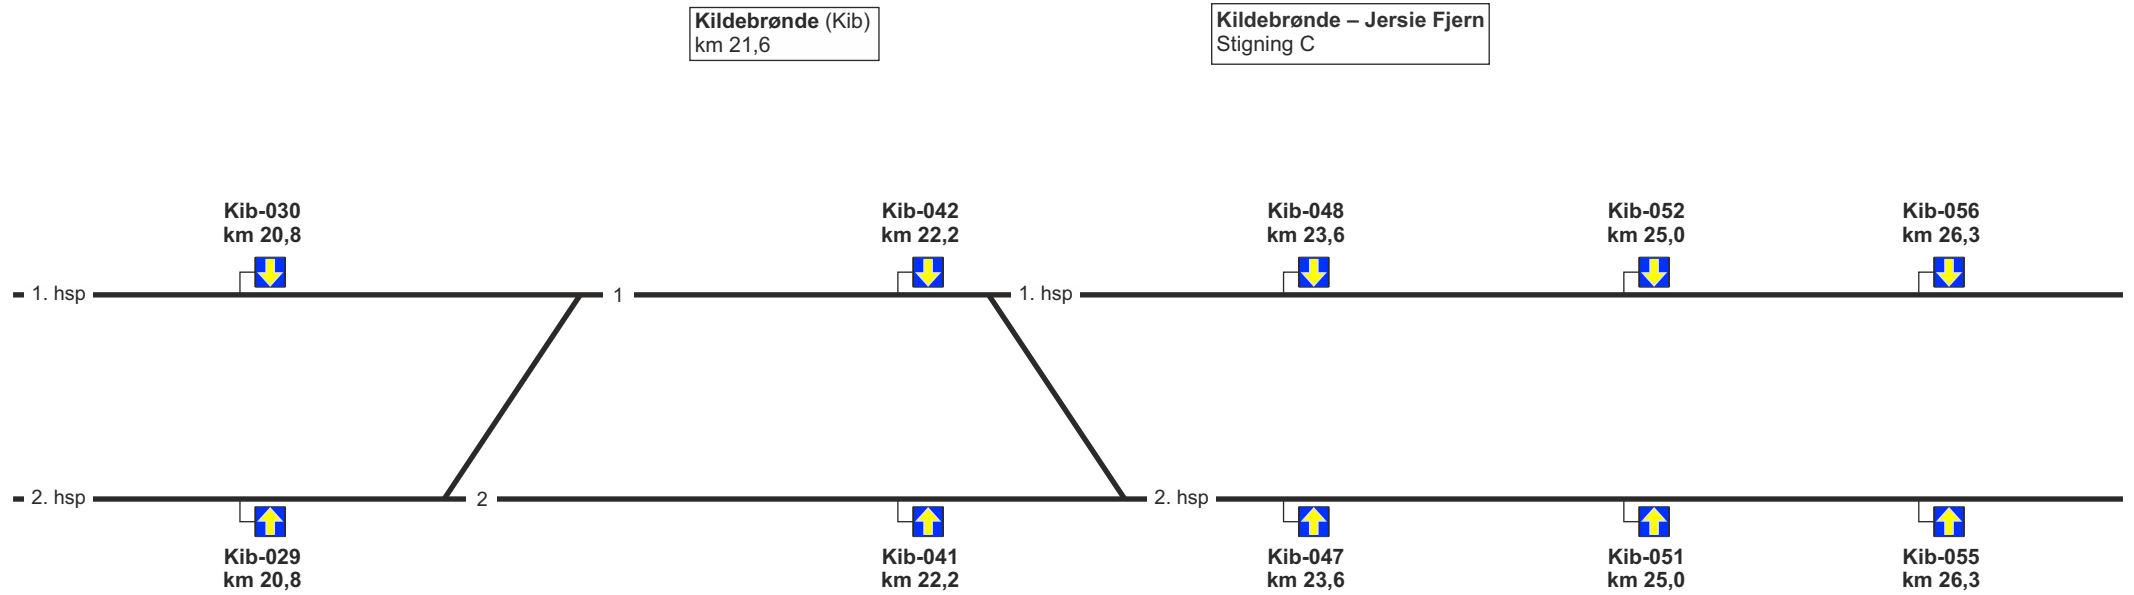 Kildebrønde (Kib)
km 21,6
Kildebrønde – Jersie Fjern
Stigning C
Kib-030
km 20,8
Kib-042
km 22,2
Kib-048
km 23,6
Kib-052
km 25,0
Kib-056
km 26,3
1. hsp
1
1. hsp
2. hsp
2
2. hsp
Kib-029
km 20,8
Kib-041
km 22,2
Kib-047
km 23,6
Kib-051
km 25,0
Kib-055
km 26,3